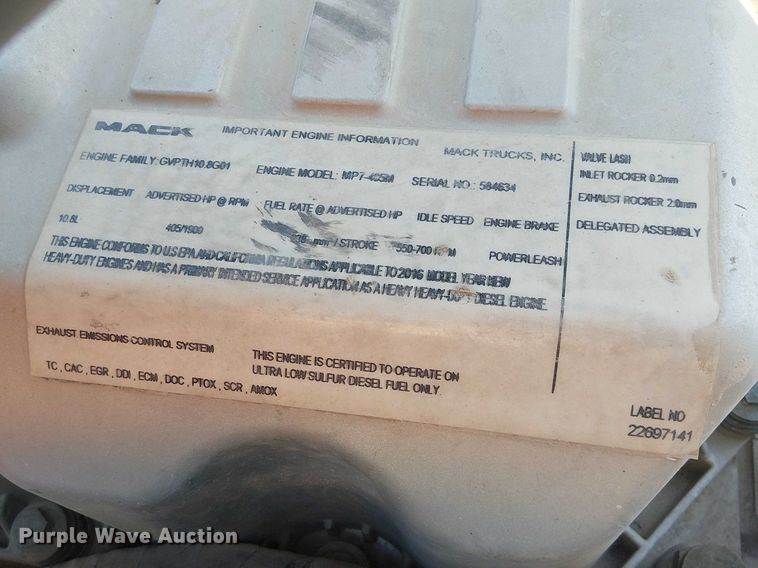 MACK IMPORTANT ENGINE INFORMATION MACK TRUCKS, INC.
ENGINE FAMILY: GVPTH10.8G01 ENGINE MODEL: MP7-405M SERIAL NO.: 584634
DISPLACEMENT ADVERTISED HP @ RPM FUEL RATE @ ADVERTISED HP IDLE SPEED ENGINE BRAKE
10.8L 405/1900 / STROKE 550-700 RPM POWERLEASH
THIS ENGINE CONFORMS TO U.S EPA AND CALIFORNIA REGULATIONS APPLICABLE TO 2016 MODEL YEAR NEW
HEAVY-DUTY ENGINES AND HAS A PRIMARY INTENDED SERVICE APPLICATION AS A HEAVY HEAVY-DUTY DIESEL ENGINE.
EXHAUST EMISSIONS CONTROL SYSTEM
TC , CAC , EGR , DDI , ECM , DOC , PTOX , SCR , AMOX
THIS ENGINE IS CERTIFIED TO OPERATE ON
ULTRA LOW SULFUR DIESEL FUEL ONLY.
VALVE LASH
INLET ROCKER 0.2mm
EXHAUST ROCKER 2.0mm
DELEGATED ASSEMBLY
LABEL NO
22697141
Purple Wave Auction